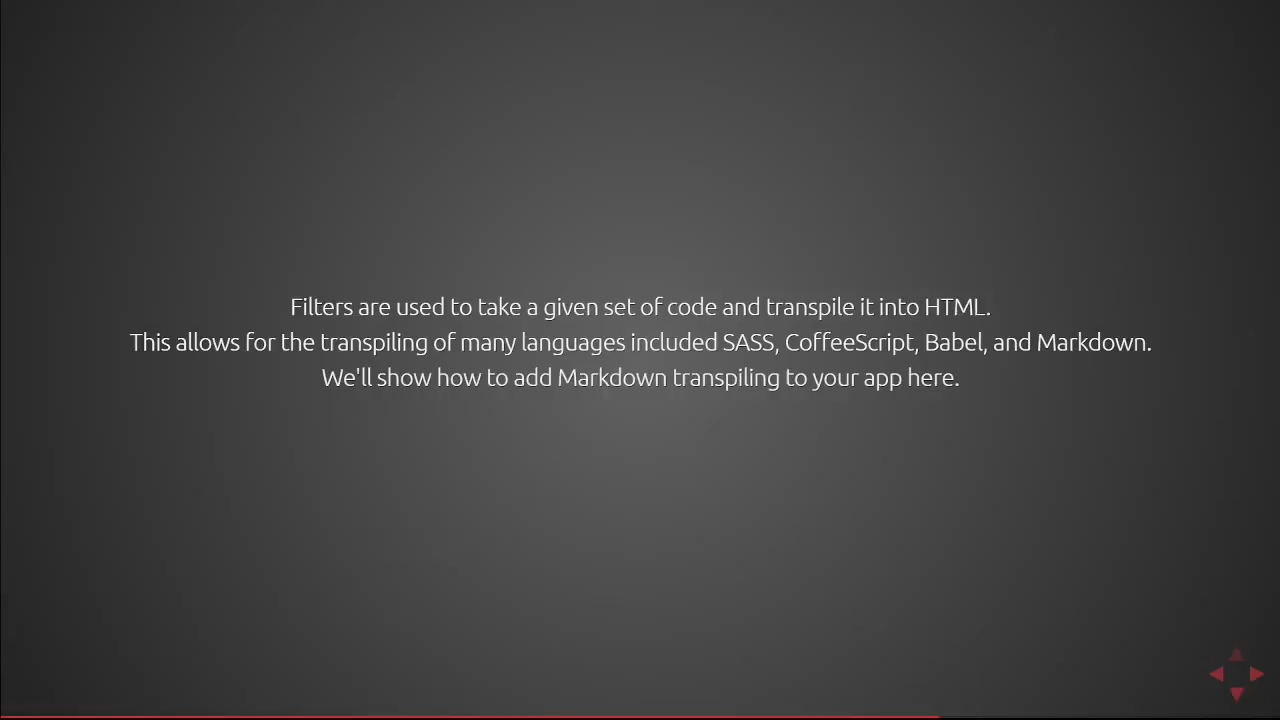 Filters are used to take a given set of code and transpile it into HTML.
This allows for the transpiling of many languages included SASS, CoffeeScript, Babel, and Markdown.
We'll show how to add Markdown transpiling to your app here.